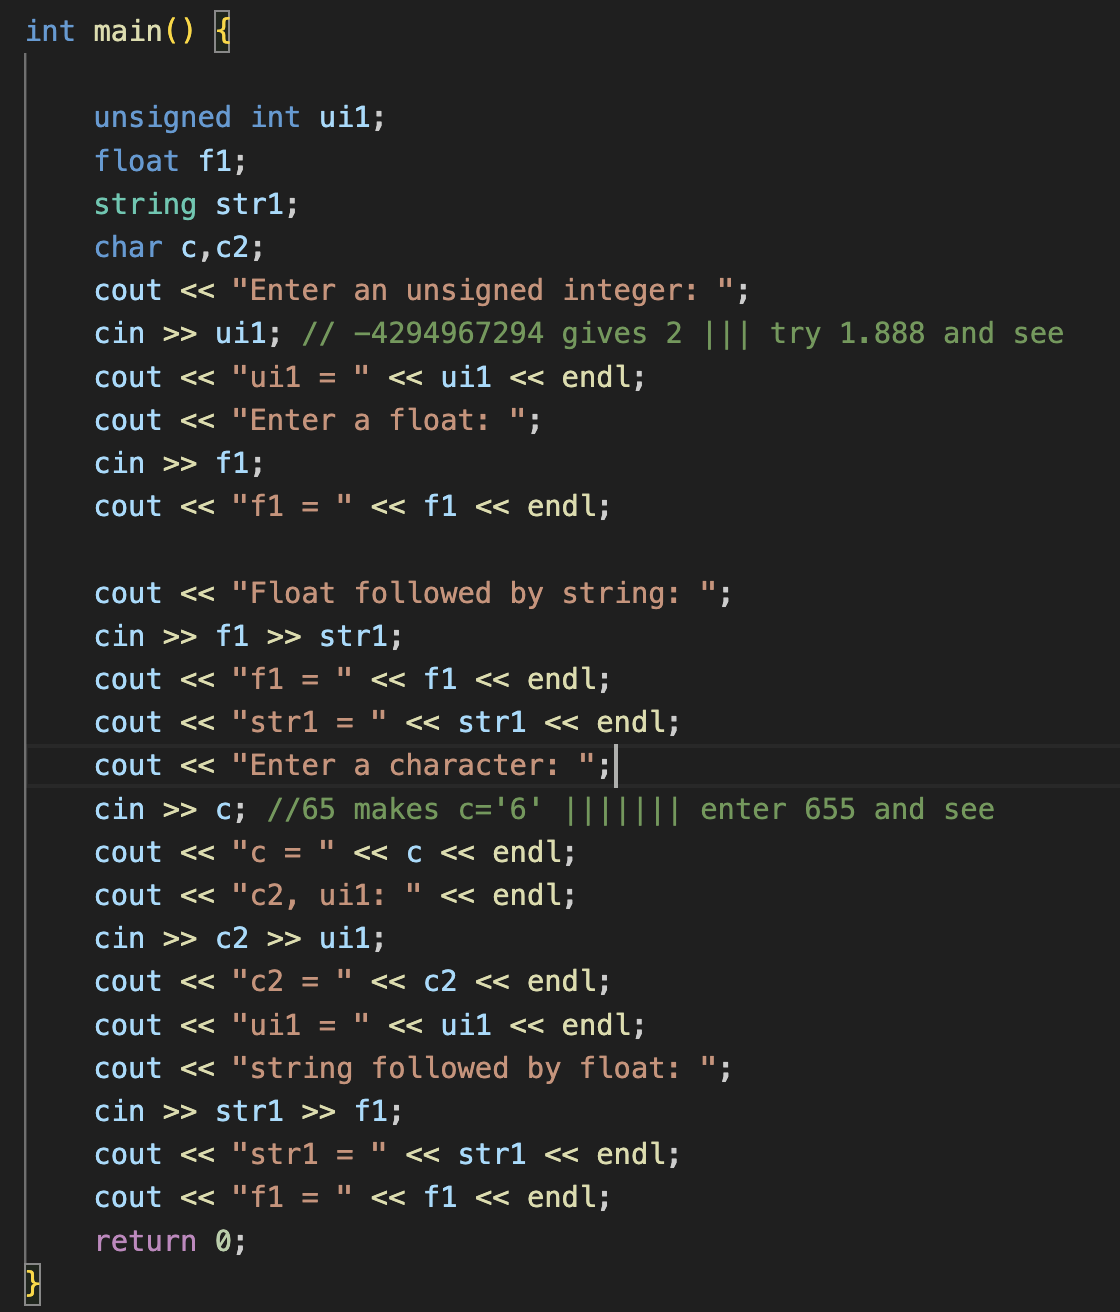 int main() {
unsigned int ui1;
float f1;
string str1;
char c,c2;
cout << "Enter an unsigned integer: ";
cin >> ui1; // -4294967294 gives 2 ||| try 1.888 and see
cout << "ui1 = " << ui1 << endl;
cout << "Enter a float: ";
cin >> f1;
cout << "f1 = " << f1 << endl;
cout << "Float followed by string: ";
cin >> f1 >> str1;
cout << "f1 = " << f1 << endl;
cout << "str1 = " << str1 << endl;
cout << "Enter a character: ";
cin >> c; //65 makes c='6' ||||||| enter 655 and see
cout << "c = " << c << endl;
cout << "c2, ui1: " << endl;
cin >> c2 >> ui1;
cout << "c2 = " << c2 << endl;
cout << "ui1 = " << ui1 << endl;
cout << "string followed by float: ";
cin >> str1 >> f1;
cout << "str1 = " << str1 << endl;
cout << "f1 = " << f1 << endl;
return 0;
}